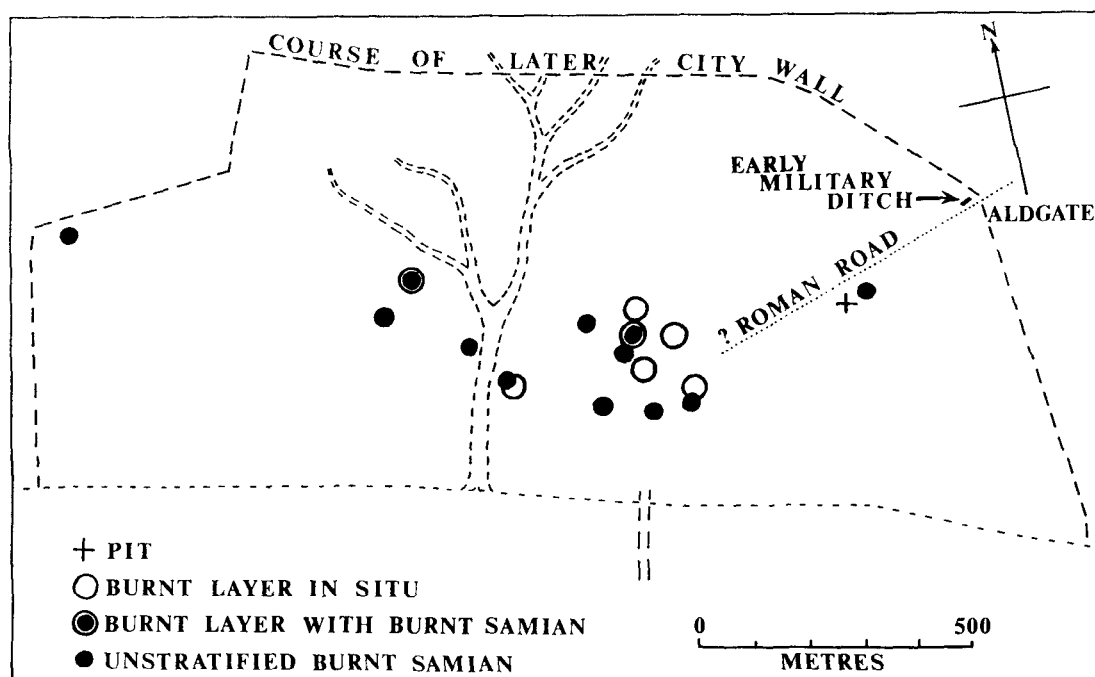 COURSE OF LATER CITY WALL
N
EARLY
MILITARY
DITCH
ALDGATE
? ROMAN ROAD
PIT
BURNT LAYER IN SITU
BURNT LAYER WITH BURNT SAMIAN
UNSTRATIFIED BURNT SAMIAN
0 500
METRES